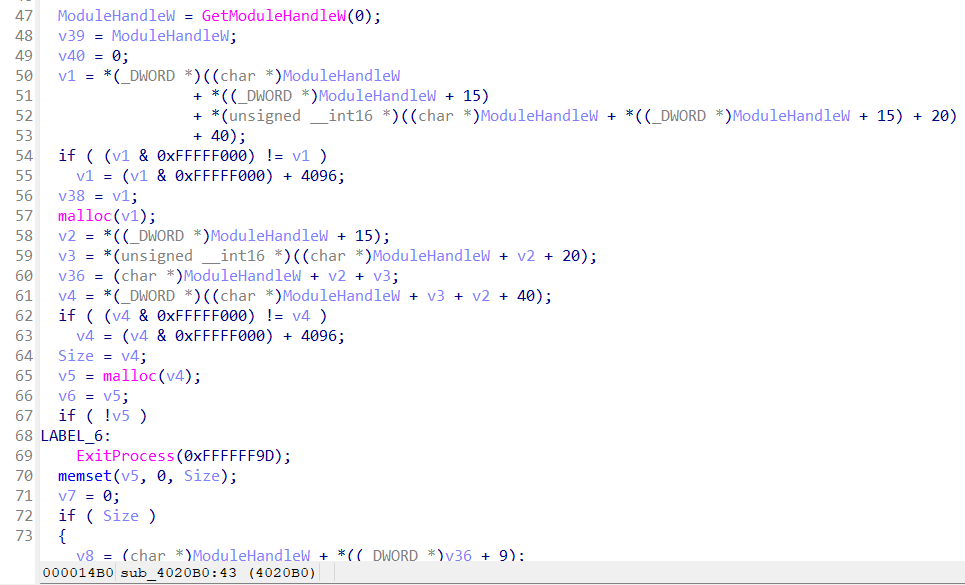 47 ModuleHandleW = GetModuleHandleW(0);
48 v39 = ModuleHandleW;
49 v40 = 0;
50 v1 = *(_DWORD *)((char *)ModuleHandleW
51 + *((_DWORD *)ModuleHandleW + 15)
52 + *(unsigned __int16 *)((char *)ModuleHandleW + *((_DWORD *)ModuleHandleW + 15) + 20)
53 + 40);
54 if ( (v1 & 0xFFFFF000) != v1 )
55 v1 = (v1 & 0xFFFFF000) + 4096;
56 v38 = v1;
57 malloc(v1);
58 v2 = *((_DWORD *)ModuleHandleW + 15);
59 v3 = *(unsigned __int16 *)((char *)ModuleHandleW + v2 + 20);
60 v36 = (char *)ModuleHandleW + v2 + v3;
61 v4 = *(_DWORD *)((char *)ModuleHandleW + v3 + v2 + 40);
62 if ( (v4 & 0xFFFFF000) != v4 )
63 v4 = (v4 & 0xFFFFF000) + 4096;
64 Size = v4;
65 v5 = malloc(v4);
66 v6 = v5;
67 if ( !v5 )
68 LABEL_6:
69 ExitProcess(0xFFFFFF9D);
70 memset(v5, 0, Size);
71 v7 = 0;
72 if ( Size )
73 {
v8 = (char *)ModuleHandleW + *((_DWORD *)v36 + 9);
000014B0 sub_4020B0:43 (4020B0)